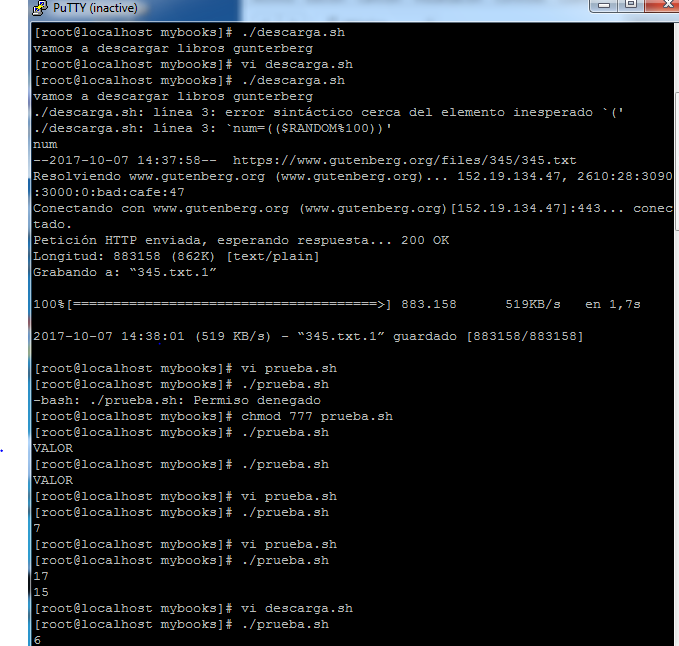 PuTTY (inactive)
[root@localhost mybooks]# ./descarga.sh
vamos a descargar libros gunterberg
[root@localhost mybooks]# vi descarga.sh
[root@localhost mybooks]# ./descarga.sh
vamos a descargar libros gunterberg
./descarga.sh: línea 3: error sintáctico cerca del elemento inesperado `('
./descarga.sh: línea 3: `num=(($RANDOM%100))'
num
--2017-10-07 14:37:58--  https://www.gutenberg.org/files/345/345.txt
Resolviendo www.gutenberg.org (www.gutenberg.org)... 152.19.134.47, 2610:28:3090
:3000:0:bad:cafe:47
Conectando con www.gutenberg.org (www.gutenberg.org)[152.19.134.47]:443... conec
tado.
Petición HTTP enviada, esperando respuesta... 200 OK
Longitud: 883158 (862K) [text/plain]
Grabando a: “345.txt.1”
100%[======================================>] 883.158      519KB/s   en 1,7s
2017-10-07 14:38:01 (519 KB/s) - “345.txt.1” guardado [883158/883158]
[root@localhost mybooks]# vi prueba.sh
[root@localhost mybooks]# ./prueba.sh
-bash: ./prueba.sh: Permiso denegado
[root@localhost mybooks]# chmod 777 prueba.sh
[root@localhost mybooks]# ./prueba.sh
VALOR
[root@localhost mybooks]# ./prueba.sh
VALOR
[root@localhost mybooks]# vi prueba.sh
[root@localhost mybooks]# ./prueba.sh
7
[root@localhost mybooks]# vi prueba.sh
[root@localhost mybooks]# ./prueba.sh
17
15
[root@localhost mybooks]# vi descarga.sh
[root@localhost mybooks]# ./prueba.sh
6